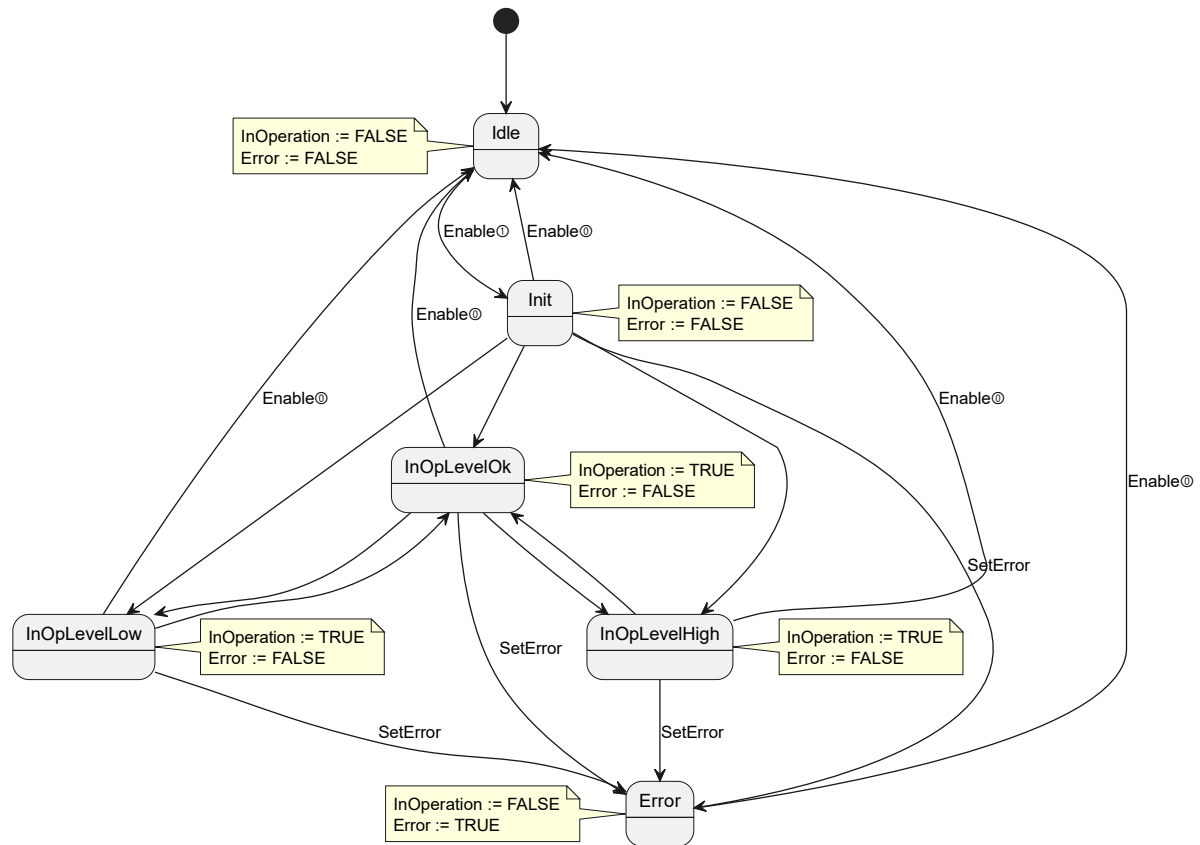 Idle
InOperation := FALSE
Error := FALSE
Enable⓪
Enable①
Enable⓪
Init
InOperation := FALSE
Error := FALSE
Enable⓪
Enable⓪
Enable⓪
InOpLevelOk
InOperation := TRUE
Error := FALSE
Enable⓪
SetError
InOpLevelLow
InOperation := TRUE
Error := FALSE
SetError
InOpLevelHigh
InOperation := TRUE
Error := FALSE
SetError
SetError
Error
InOperation := FALSE
Error := TRUE